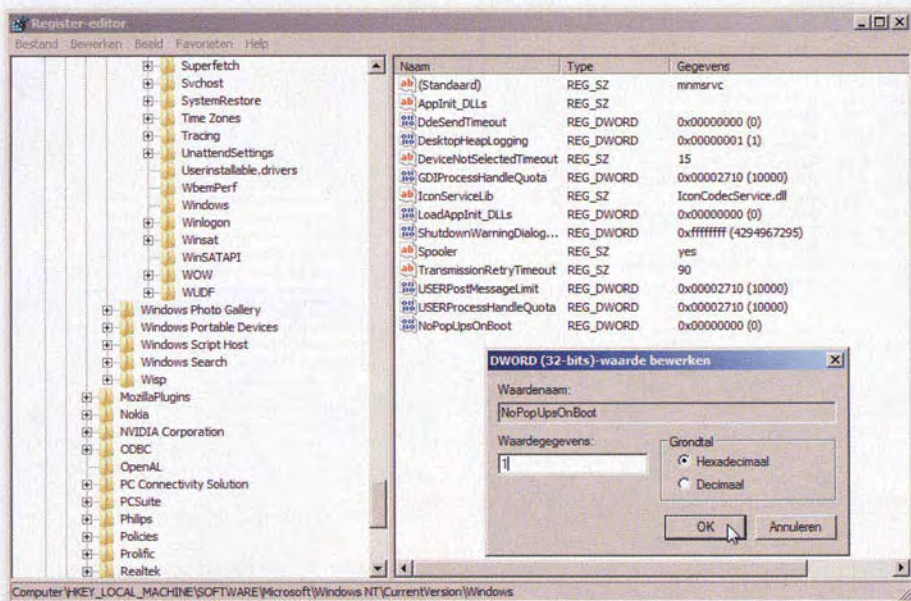 Register-editor
Bestand Bewerken Beeld Favorieten Help
Superfetch
Svchost
SystemRestore
Time Zones
Tracing
UnattendSettings
Userinstallable.drivers
WbemPerf
Windows
Winlogon
Winsat
WinSATAPI
WOW
WUDF
Windows Photo Gallery
Windows Portable Devices
Windows Script Host
Windows Search
Wisp
MozillaPlugins
Nokia
NVIDIA Corporation
ODBC
OpenAL
PC Connectivity Solution
PCSuite
Philips
Policies
Prolific
Realtek
Naam Type Gegevens
(Standaard) REG_SZ mnmsrvc
AppInit_DLLs REG_SZ
DdeSendTimeout REG_DWORD 0x00000000 (0)
DesktopHeapLogging REG_DWORD 0x00000001 (1)
DeviceNotSelectedTimeout REG_SZ 15
GDIProcessHandleQuota REG_DWORD 0x00002710 (10000)
IconServiceLib REG_SZ IconCodecService.dll
LoadAppInit_DLLs REG_DWORD 0x00000000 (0)
ShutdownWarningDialog... REG_DWORD 0xffffffff (4294967295)
Spooler REG_SZ yes
TransmissionRetryTimeout REG_SZ 90
USERPostMessageLimit REG_DWORD 0x00002710 (10000)
USERProcessHandleQuota REG_DWORD 0x00002710 (10000)
NoPopUpsOnBoot REG_DWORD 0x00000000 (0)
DWORD (32-bits)-waarde bewerken
Waardenaam:
NoPopUpsOnBoot
Waardegegevens:
1
Grondtal
Hexadecimaal
Decimaal
OK Annuleren
Computer\HKEY_LOCAL_MACHINE\SOFTWARE\Microsoft\Windows NT\CurrentVersion\Windows